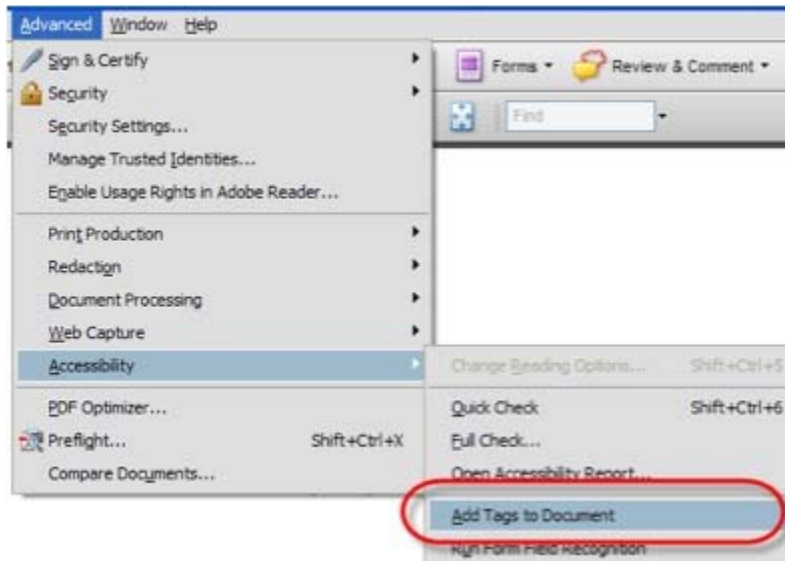 Advanced Window Help
Sign & Certify
Forms Review & Comment
Security
Security Settings...
Find
Manage Trusted Identities...
Enable Usage Rights in Adobe Reader...
Print Production
Redaction
Document Processing
Web Capture
Accessibility
Change Reading Options... Shift+Ctrl+5
PDF Optimizer...
Quick Check Shift+Ctrl+6
Preflight... Shift+Ctrl+X
Full Check...
Compare Documents...
Open Accessibility Report...
Add Tags to Document
Run Form Field Recognition